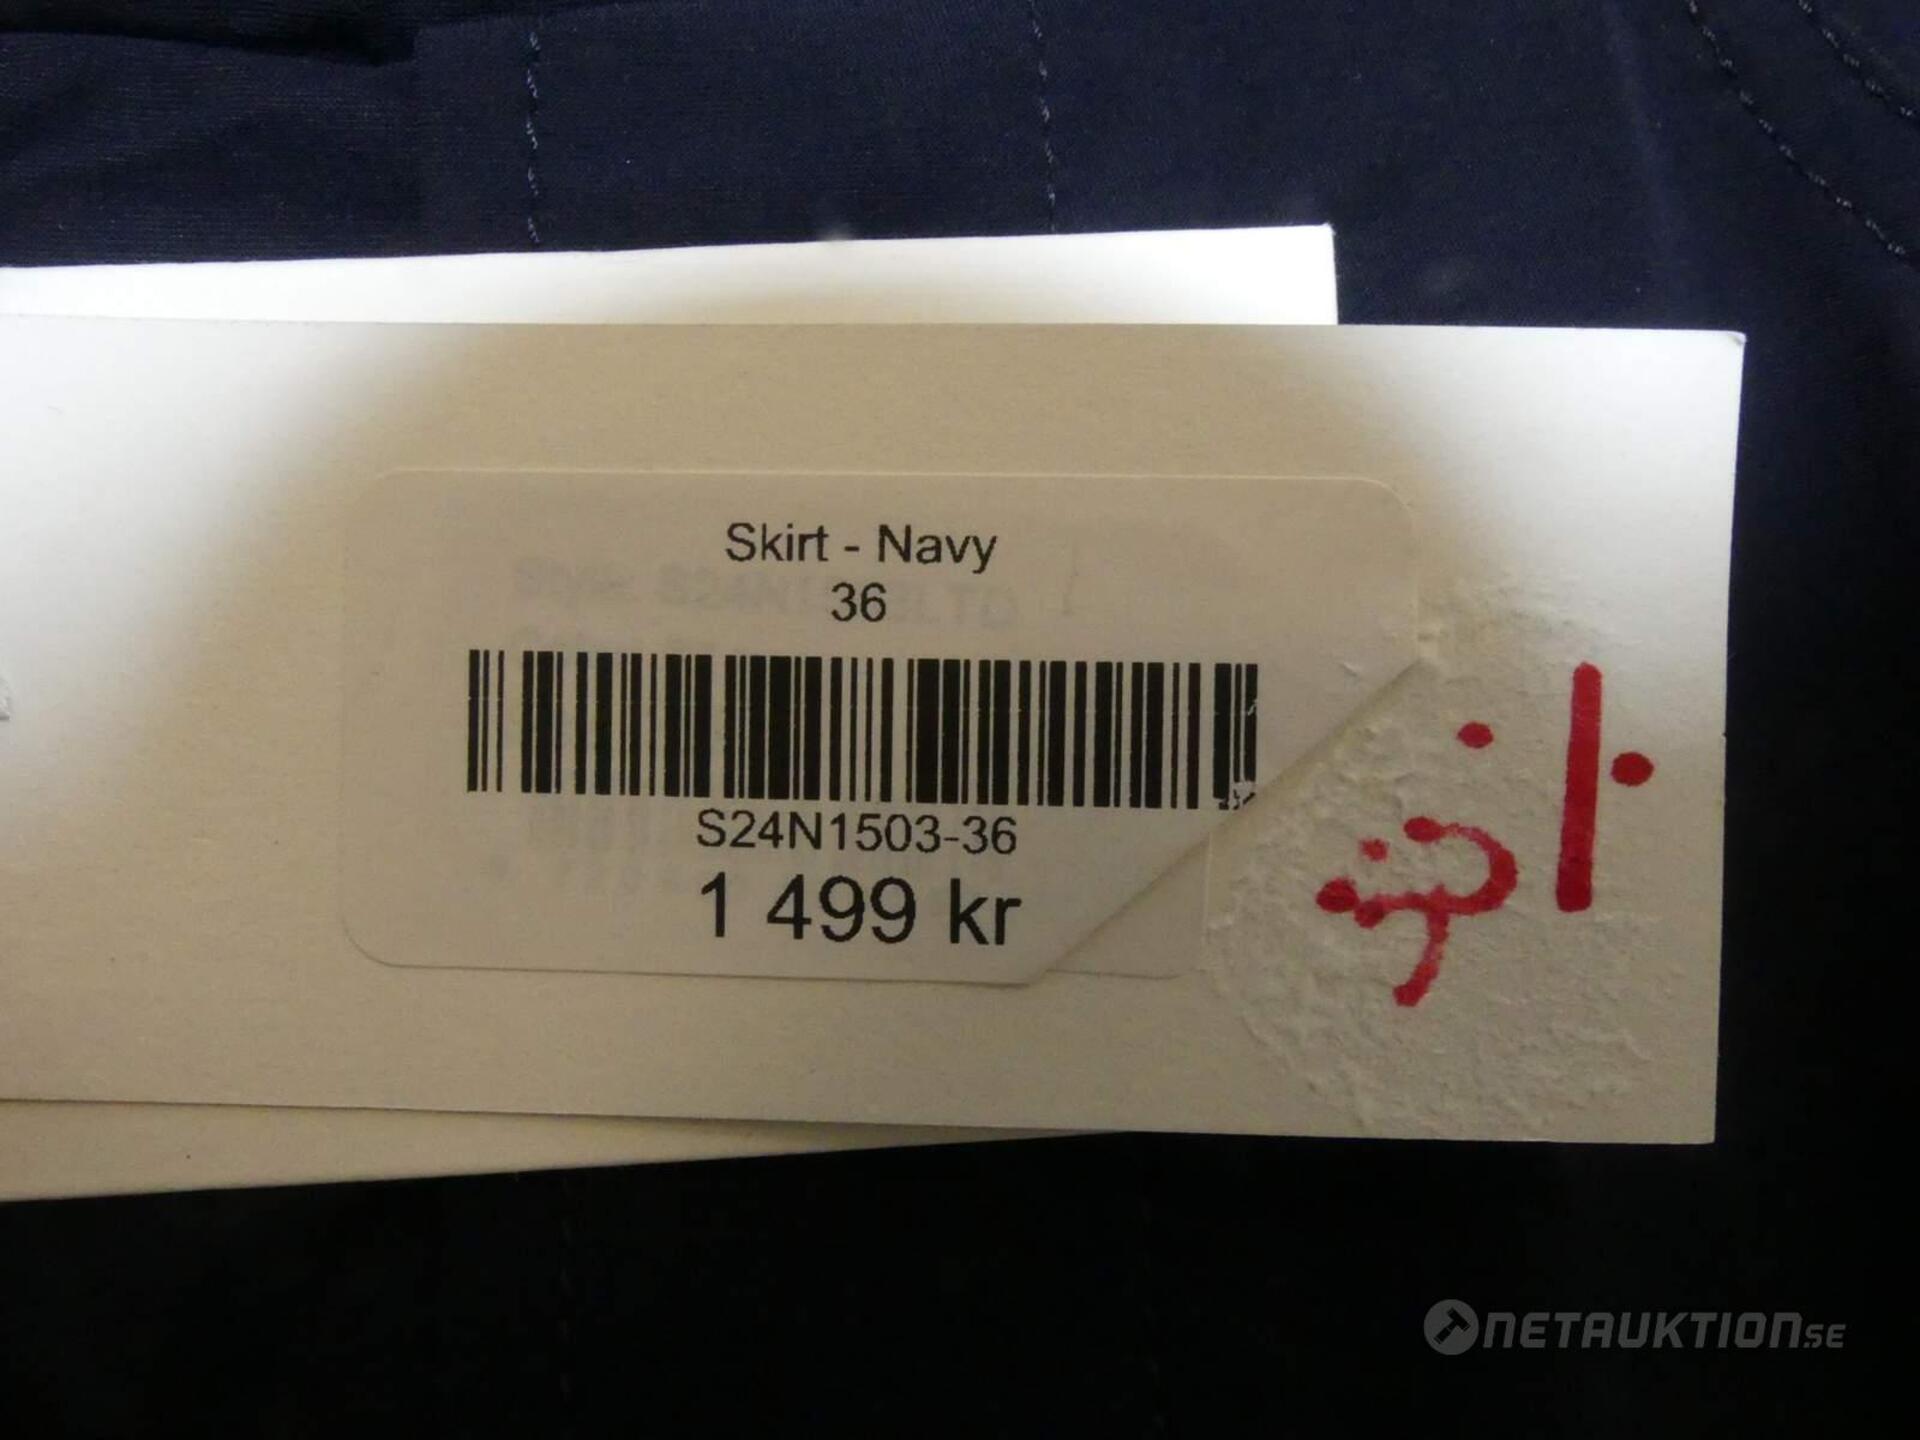 Skirt - Navy
36
S24N1503-36
1 499 kr
NETAUKTION.SE